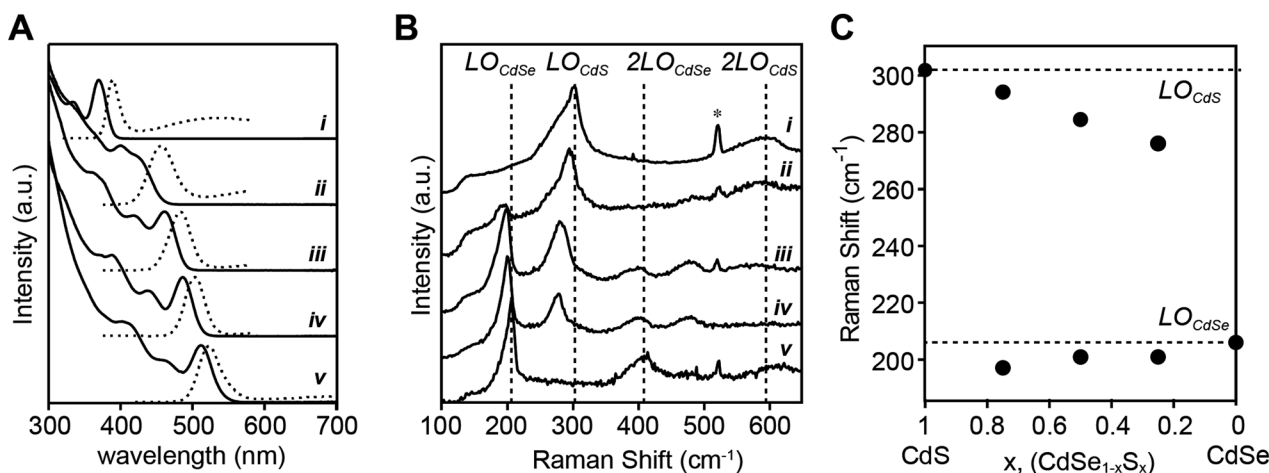 A
i
ii
iii
iv
v
Intensity (a.u.)
300 400 500 600 700
wavelength (nm)
B
LO_CdSe LO_CdS 2LO_CdSe 2LO_CdS
i
*
ii
iii
iv
v
Intensity (a.u.)
100 200 300 400 500 600
Raman Shift (cm⁻¹)
C
300
280
260
240
220
200
Raman Shift (cm⁻¹)
LO_CdS
LO_CdSe
1 0.8 0.6 0.4 0.2 0
CdS x, (CdSe₁₋ₓSₓ) CdSe